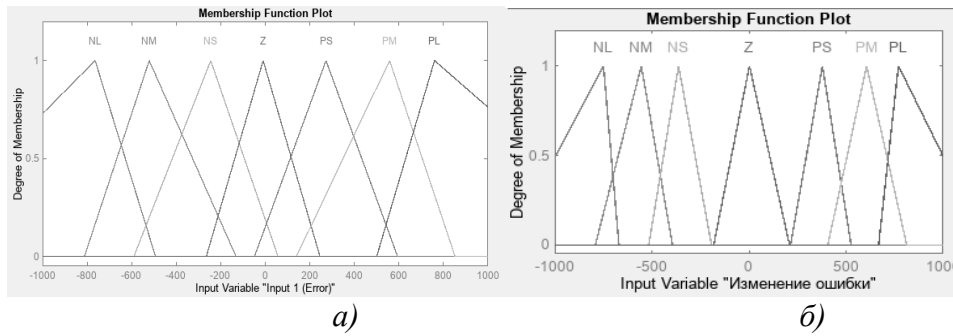 Membership Function Plot
NL NM NS Z PS PM PL
1
0.5
0
Degree of Membership
-1000 -800 -600 -400 -200 0 200 400 600 800 1000
Input Variable "Input 1 (Error)"
а)
Membership Function Plot
NL NM NS Z PS PM PL
1
0.5
0
Degree of Membership
-1000 -500 0 500 1000
Input Variable "Изменение ошибки"
б)